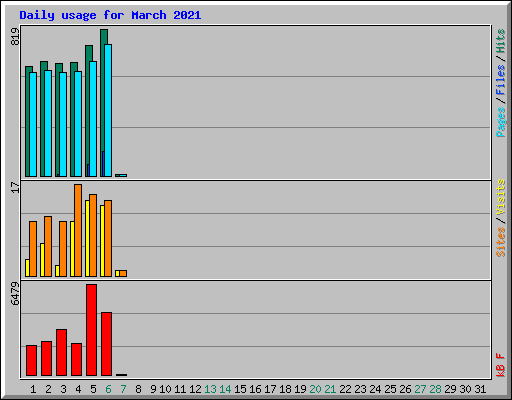 Daily usage for March 2021
819
17
6479
Pages / Files / Hits
Sites / Visits
kB F
1 2 3 4 5 6 7 8 9 10 11 12 13 14 15 16 17 18 19 20 21 22 23 24 25 26 27 28 29 30 31